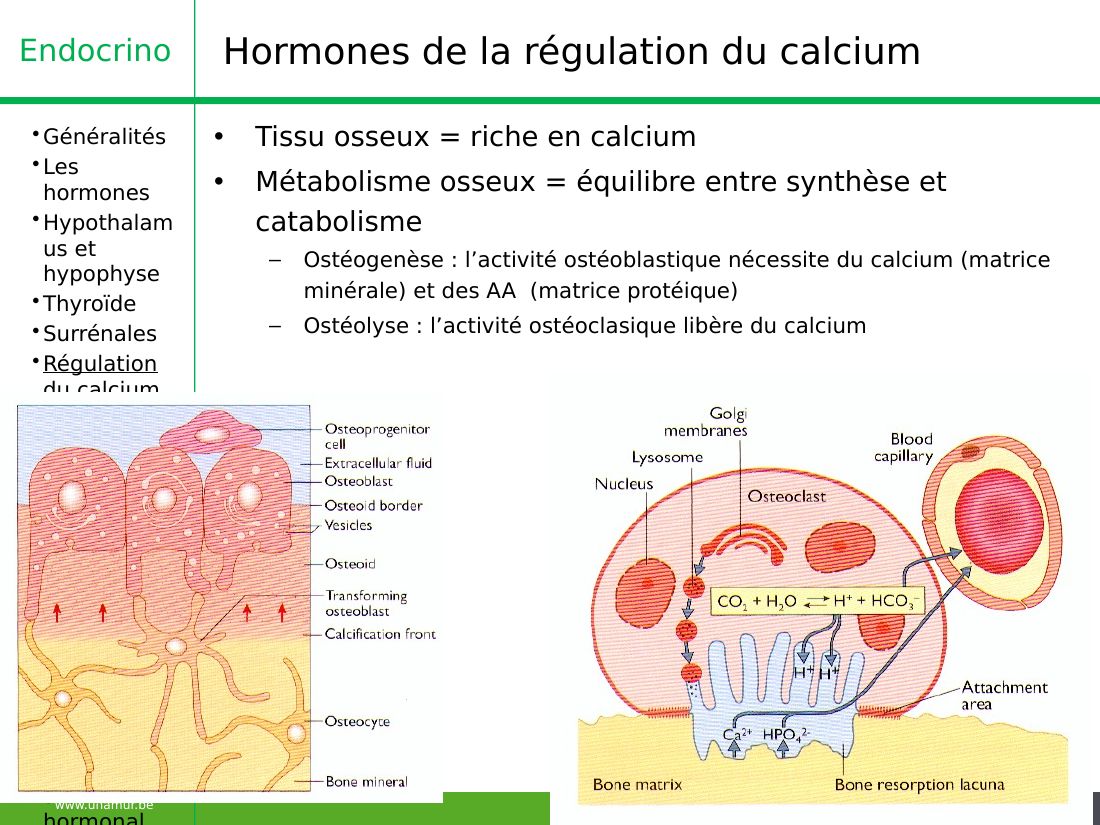 Endocrino
Hormones de la régulation du calcium
•Généralités
•Les
hormones
•Hypothalam
us et
hypophyse
•Thyroïde
•Surrénales
•Régulation
du calcium
• Tissu osseux = riche en calcium
• Métabolisme osseux = équilibre entre synthèse et
catabolisme
– Ostéogenèse : l’activité ostéoblastique nécessite du calcium (matrice
minérale) et des AA  (matrice protéique)
– Ostéolyse : l’activité ostéoclasique libère du calcium
Osteoprogenitor
cell
Extracellular fluid
Osteoblast
Osteoid border
Vesicles
Osteoid
Transforming
osteoblast
Calcification front
Osteocyte
Bone mineral
Golgi
membranes
Lysosome
Nucleus
Osteoclast
Blood
capillary
CO₂ + H₂O ⇌ H⁺ + HCO₃⁻
H⁺ H⁺
Attachment
area
Ca²⁺ HPO₄²⁻
Bone matrix
Bone resorption lacuna
www.unamur.be
hormonal